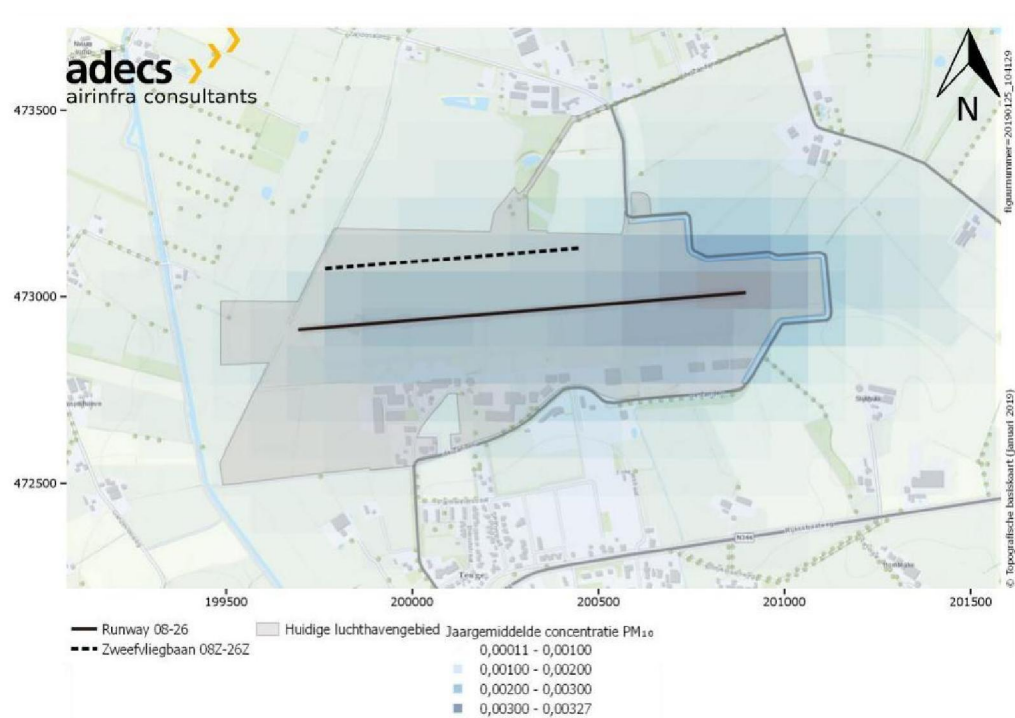 adecs
airinfra consultants
N
figuurnummer=20190125_104129
© Topografische basiskaart (januari 2019)
473500
473000
472500
199500
200000
200500
201000
201500
Runway 08-26
Zweefvliegbaan 08Z-26Z
Huidige luchthavengebied
Jaargemiddelde concentratie PM₁₀
0,00011 - 0,00100
0,00100 - 0,00200
0,00200 - 0,00300
0,00300 - 0,00327